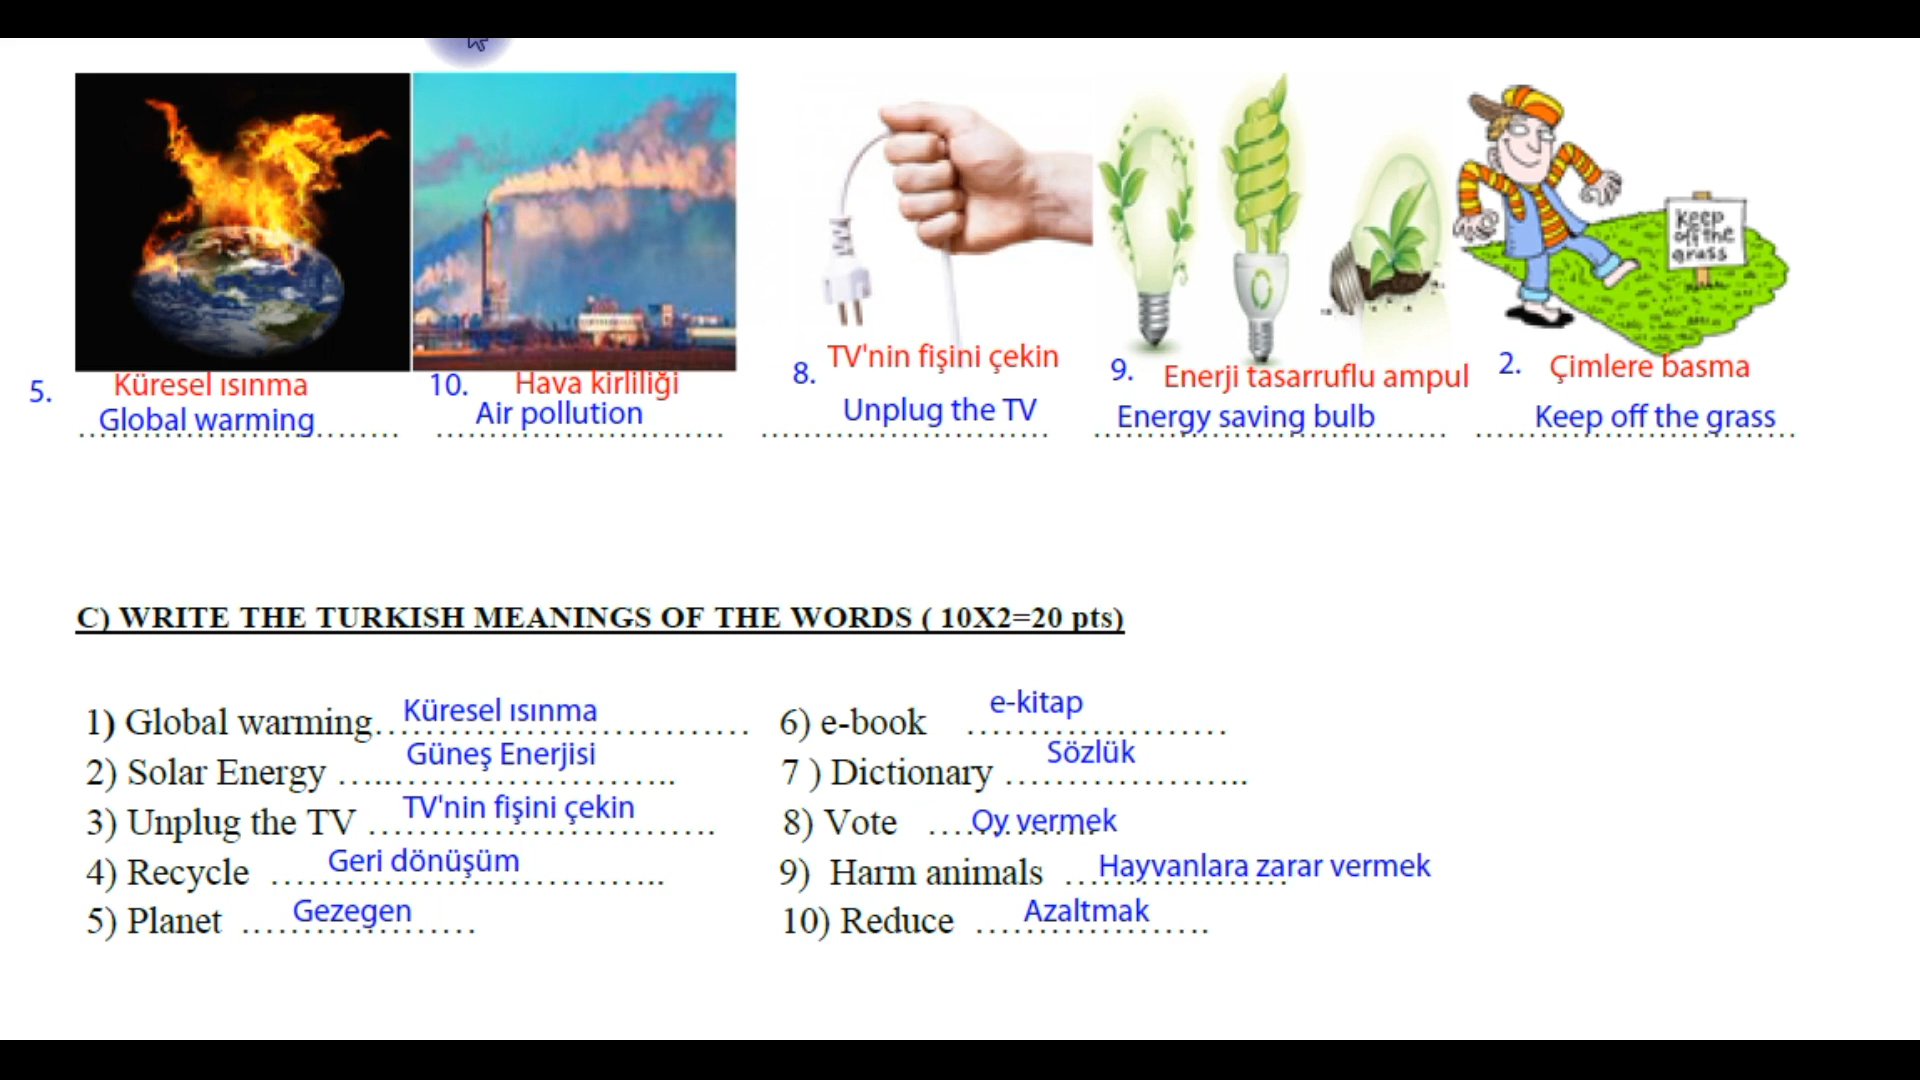 keep
off the
grass
5. Küresel ısınma
Global warming
10. Hava kirliliği
Air pollution
8. TV'nin fişini çekin
Unplug the TV
9. Enerji tasarruflu ampul
Energy saving bulb
2. Çimlere basma
Keep off the grass
C) WRITE THE TURKISH MEANINGS OF THE WORDS ( 10X2=20 pts)
1) Global warming Küresel ısınma
2) Solar Energy Güneş Enerjisi
3) Unplug the TV TV'nin fişini çekin
4) Recycle Geri dönüşüm
5) Planet Gezegen
6) e-book e-kitap
7 ) Dictionary Sözlük
8) Vote Oy vermek
9) Harm animals Hayvanlara zarar vermek
10) Reduce Azaltmak